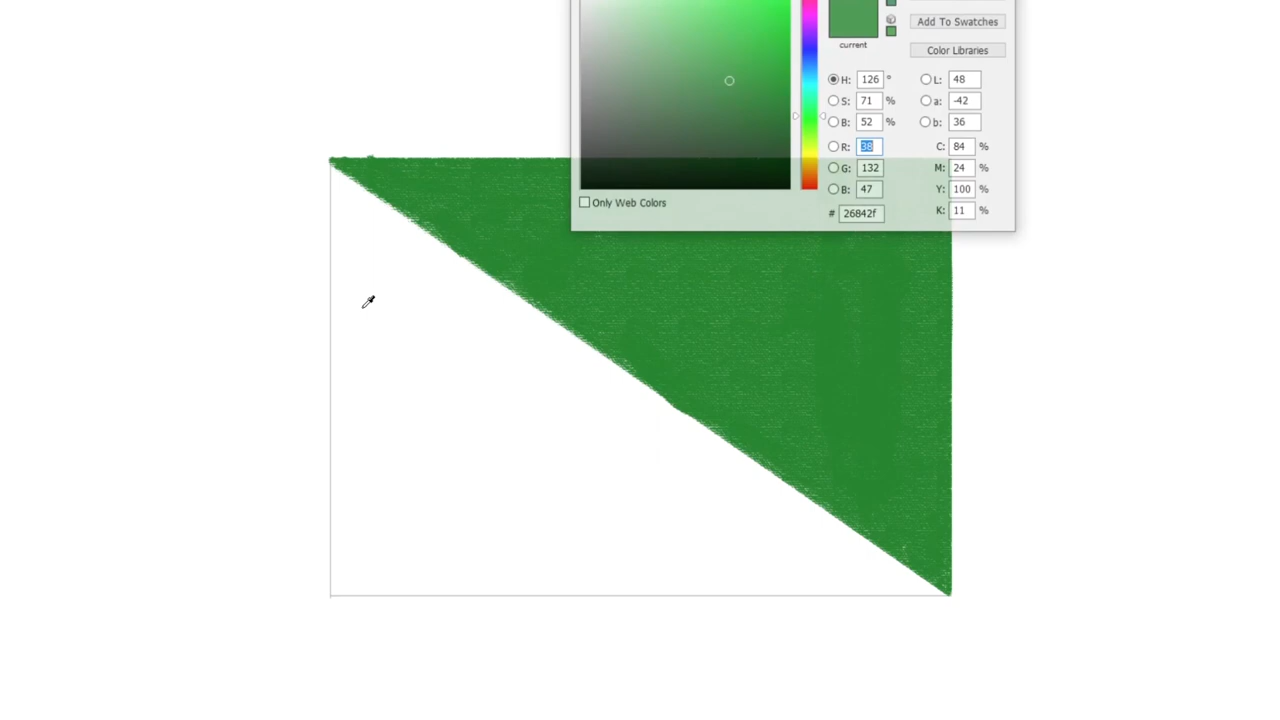 Add To Swatches
current
Color Libraries
H: 126 ° L: 48
S: 71 % a: -42
B: 52 % b: 36
R: 38 C: 84 %
G: 132 M: 24 %
B: 47 Y: 100 %
Only Web Colors # 26842f K: 11 %